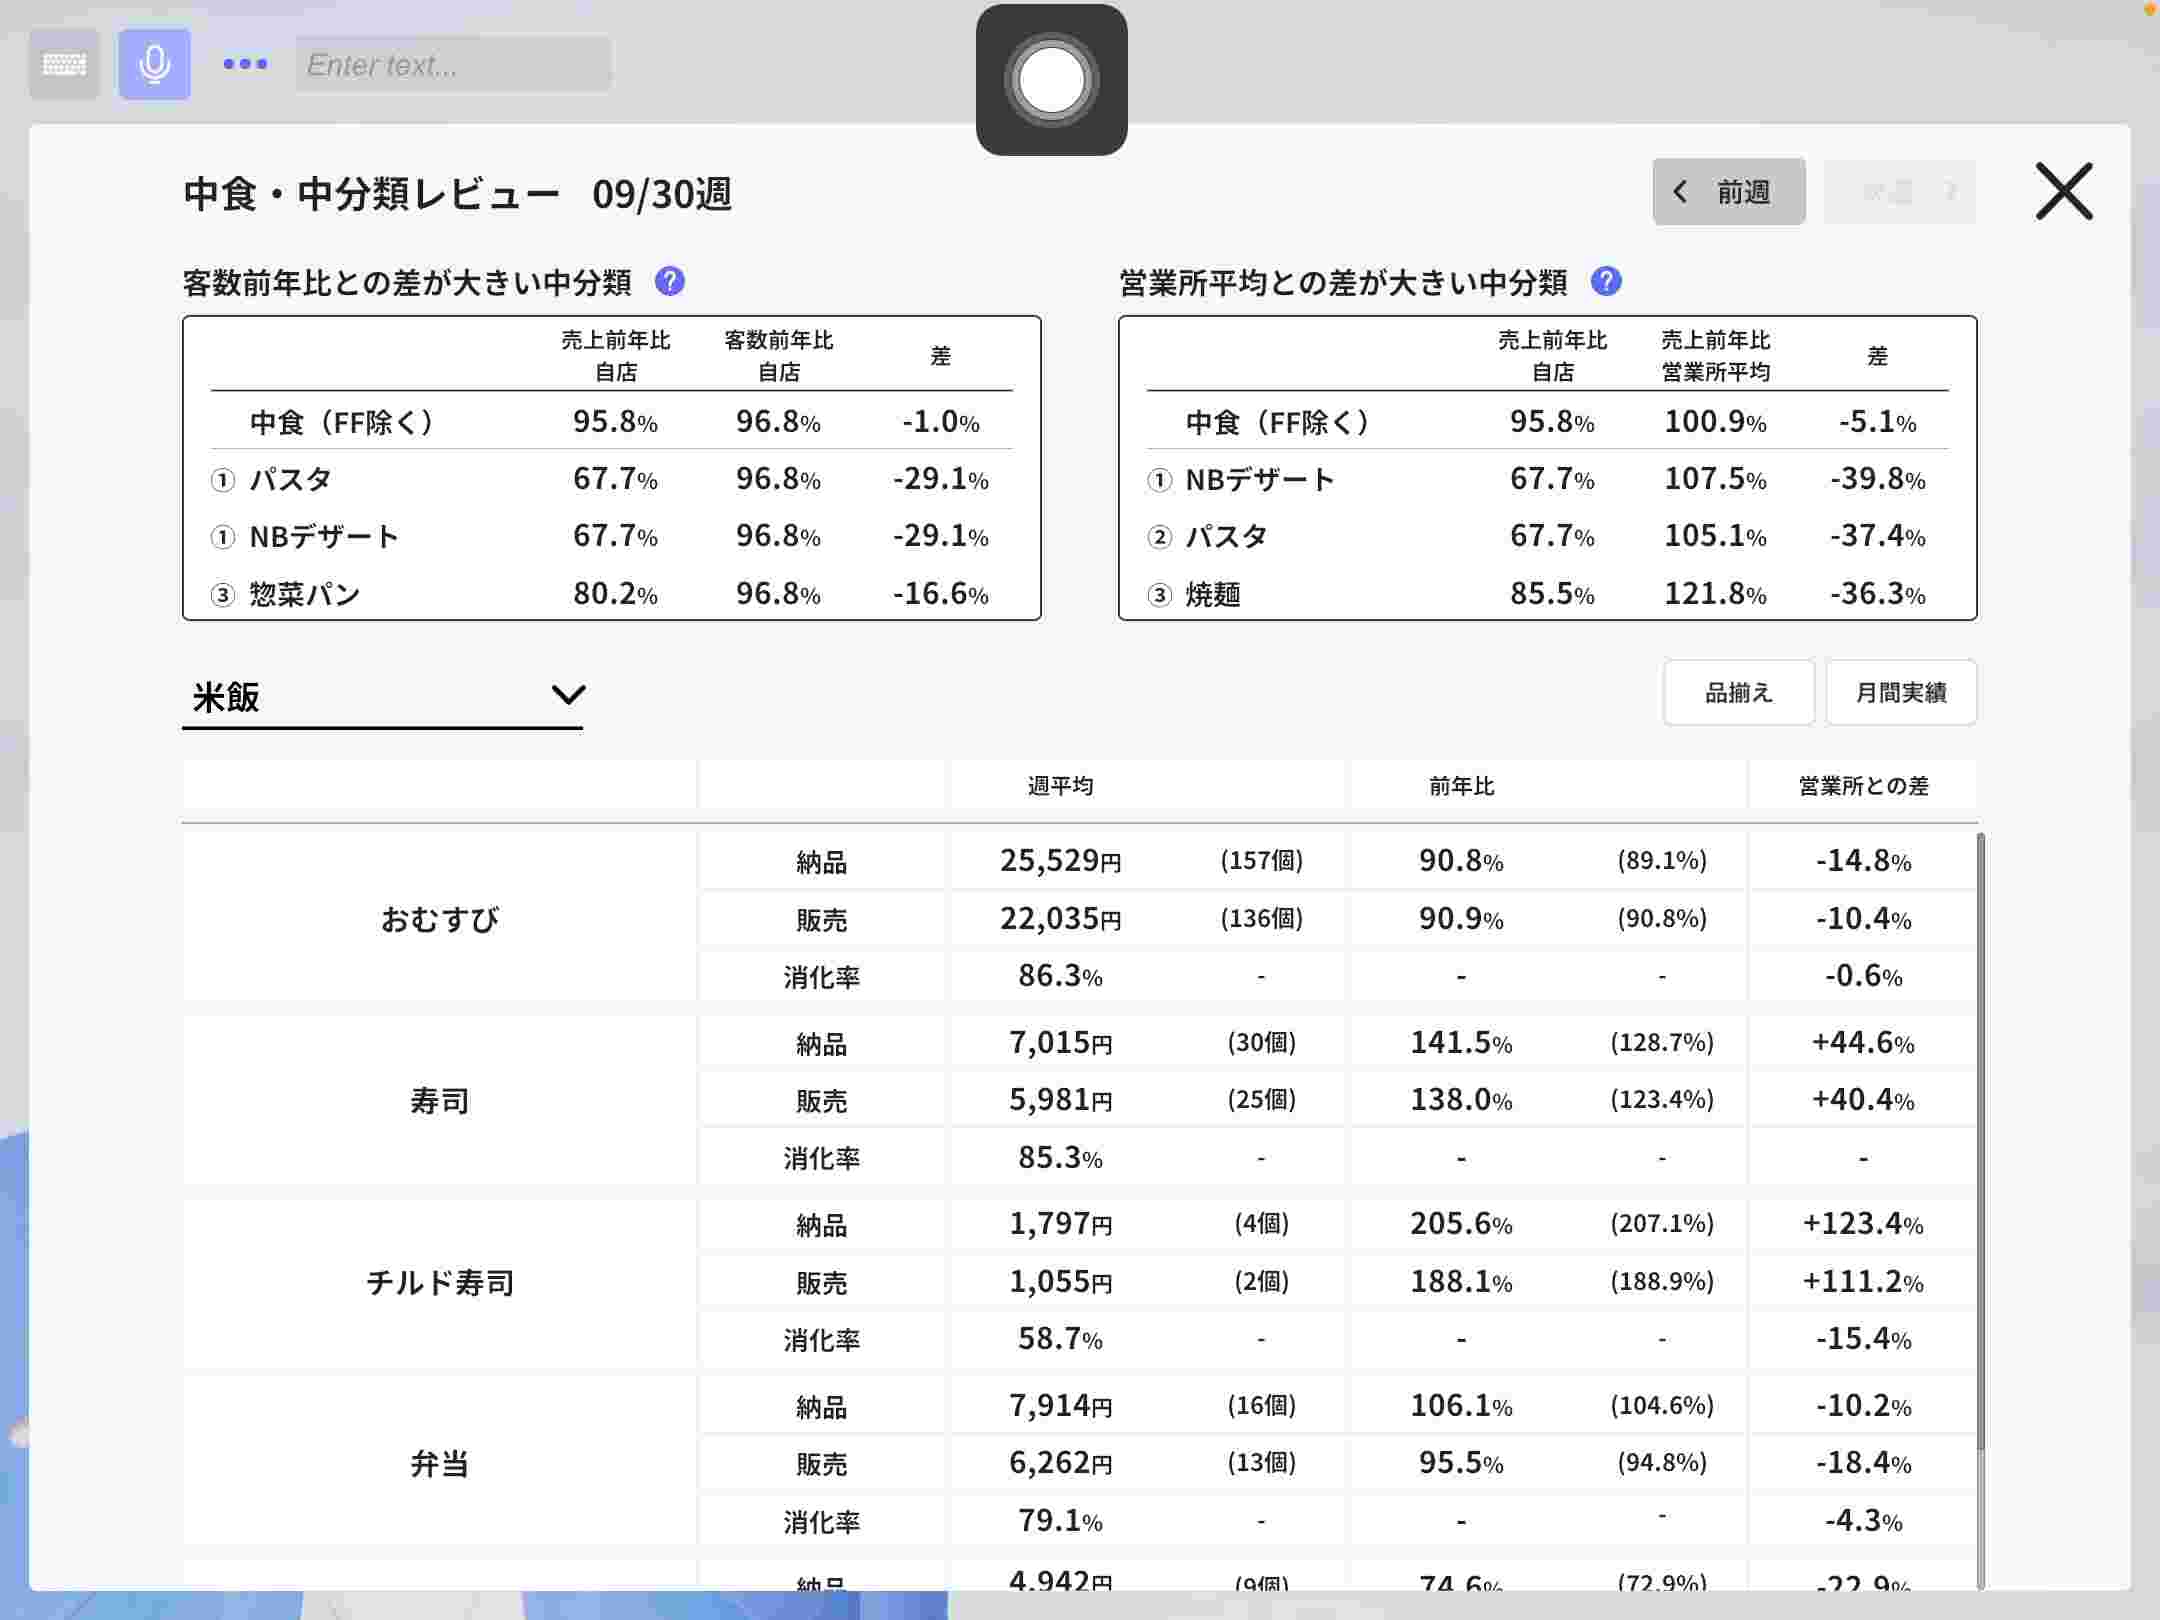 Enter text...
中食・中分類レビュー 09/30週
前週
客数前年比との差が大きい中分類 ?
売上前年比 自店 客数前年比 自店 差
中食（FF除く） 95.8% 96.8% -1.0%
① パスタ 67.7% 96.8% -29.1%
① NBデザート 67.7% 96.8% -29.1%
③ 惣菜パン 80.2% 96.8% -16.6%
営業所平均との差が大きい中分類 ?
売上前年比 自店 売上前年比 営業所平均 差
中食（FF除く） 95.8% 100.9% -5.1%
① NBデザート 67.7% 107.5% -39.8%
② パスタ 67.7% 105.1% -37.4%
③ 焼麺 85.5% 121.8% -36.3%
米飯
品揃え 月間実績
週平均 前年比 営業所との差
おむすび
納品 25,529円 (157個) 90.8% (89.1%) -14.8%
販売 22,035円 (136個) 90.9% (90.8%) -10.4%
消化率 86.3% - - - -0.6%
寿司
納品 7,015円 (30個) 141.5% (128.7%) +44.6%
販売 5,981円 (25個) 138.0% (123.4%) +40.4%
消化率 85.3% - - - -
チルド寿司
納品 1,797円 (4個) 205.6% (207.1%) +123.4%
販売 1,055円 (2個) 188.1% (188.9%) +111.2%
消化率 58.7% - - - -15.4%
弁当
納品 7,914円 (16個) 106.1% (104.6%) -10.2%
販売 6,262円 (13個) 95.5% (94.8%) -18.4%
消化率 79.1% - - - -4.3%
納品 4,942円 (9個) 74.6% (72.9%) -22.9%